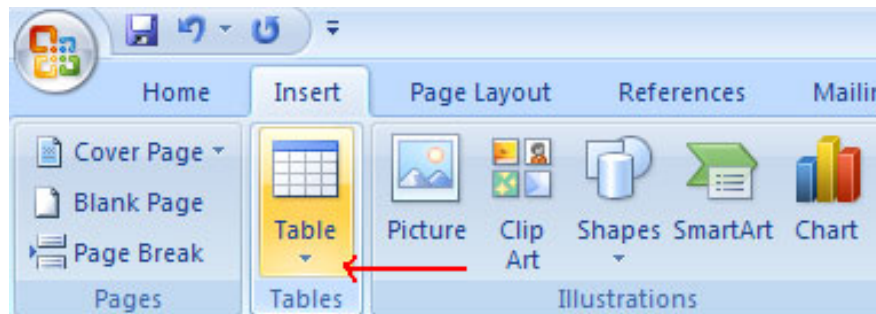 Home Insert Page Layout References Mailin
Cover Page
Blank Page
Page Break
Pages
Table
Tables
Picture
Clip
Art
Shapes
SmartArt
Chart
Illustrations